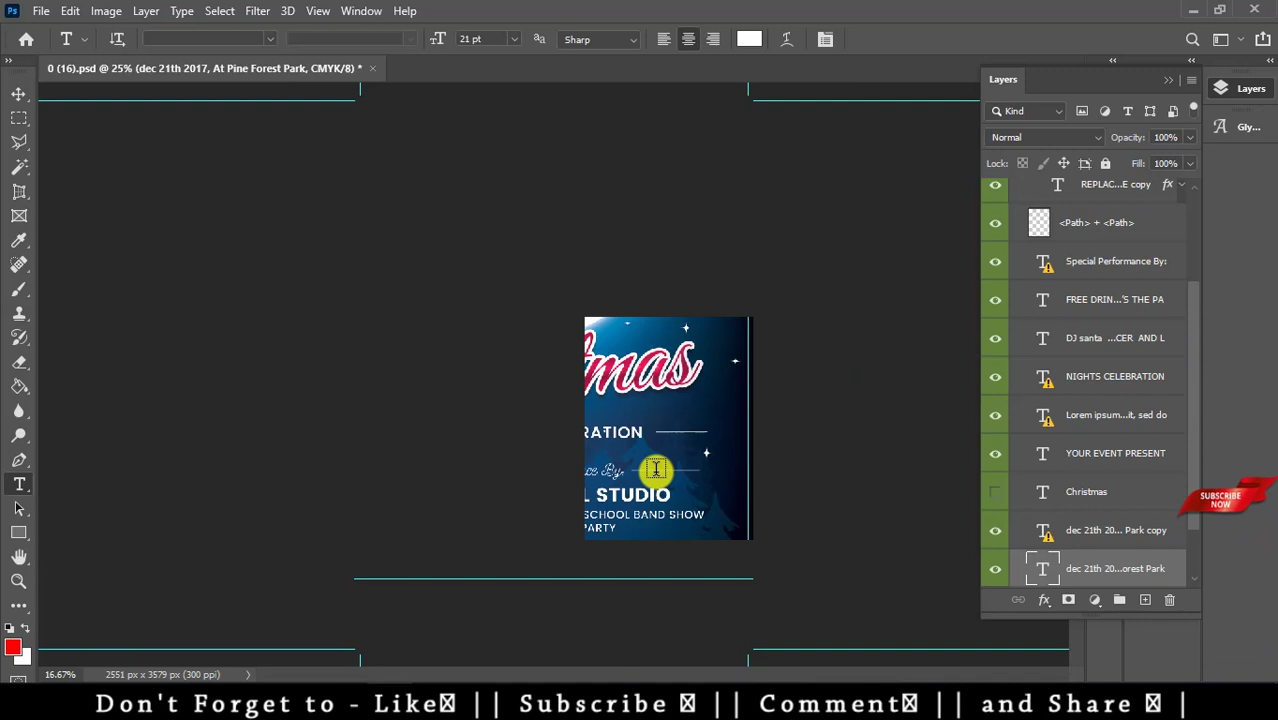 Ps File Edit Image Layer Type Select Filter 3D View Window Help
21 pt Sharp
0 (16).psd @ 25% (dec 21th 2017, At Pine Forest Park, CMYK/8) *
Layers
Layers
Kind
Gly...
Normal Opacity: 100%
Lock: Fill: 100%
REPLAC...E copy fx
<Path> + <Path>
Special Performance By:
FREE DRIN...'S THE PA
DJ santa ...CER AND L
NIGHTS CELEBRATION
Lorem ipsum...it, sed do
YOUR EVENT PRESENT
Christmas
dec 21th 20... Park copy
dec 21th 20...orest Park
tmas
RATION
ce By:
L STUDIO
SCHOOL BAND SHOW
PARTY
SUBSCRIBE
NOW
16.67% 2551 px x 3579 px (300 ppi)
Don't Forget to - Like || Subscribe || Comment || and Share |